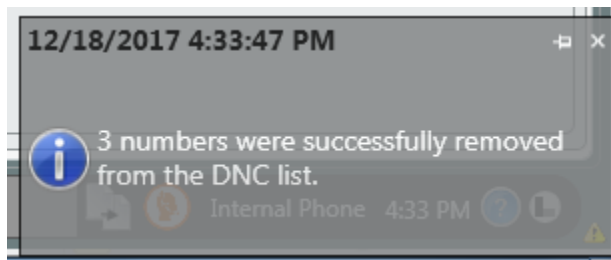 12/18/2017 4:33:47 PM
3 numbers were successfully removed
from the DNC list.
Internal Phone 4:33 PM